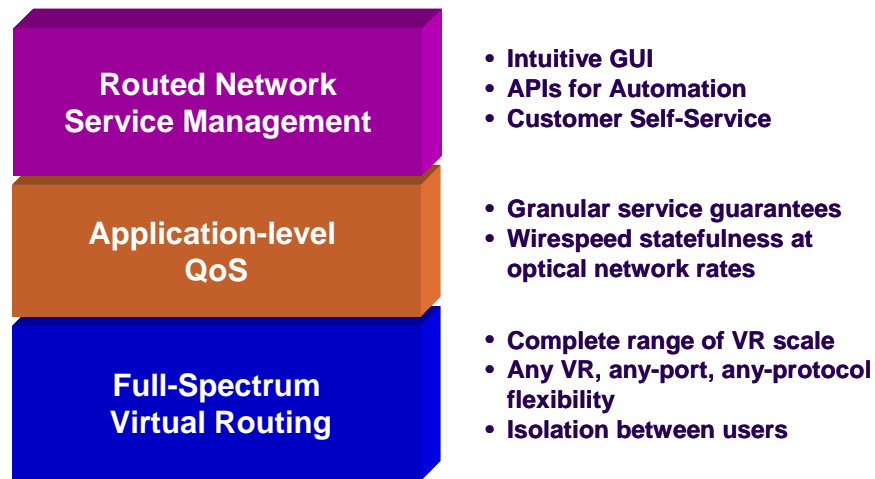 Routed Network
Service Management
• Intuitive GUI
• APIs for Automation
• Customer Self-Service
Application-level
QoS
• Granular service guarantees
• Wirespeed statefulness at
optical network rates
Full-Spectrum
Virtual Routing
• Complete range of VR scale
• Any VR, any-port, any-protocol
flexibility
• Isolation between users